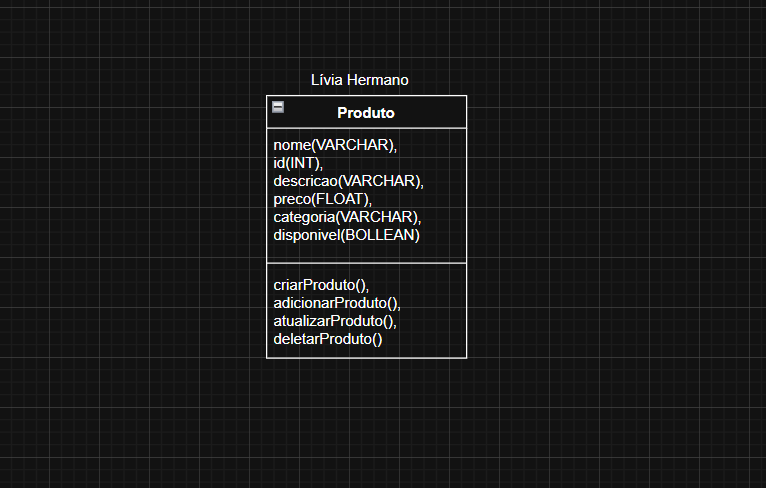 Lívia Hermano
Produto
nome(VARCHAR),
id(INT),
descricao(VARCHAR),
preco(FLOAT),
categoria(VARCHAR),
disponivel(BOLLEAN)
criarProduto(),
adicionarProduto(),
atualizarProduto(),
deletarProduto()